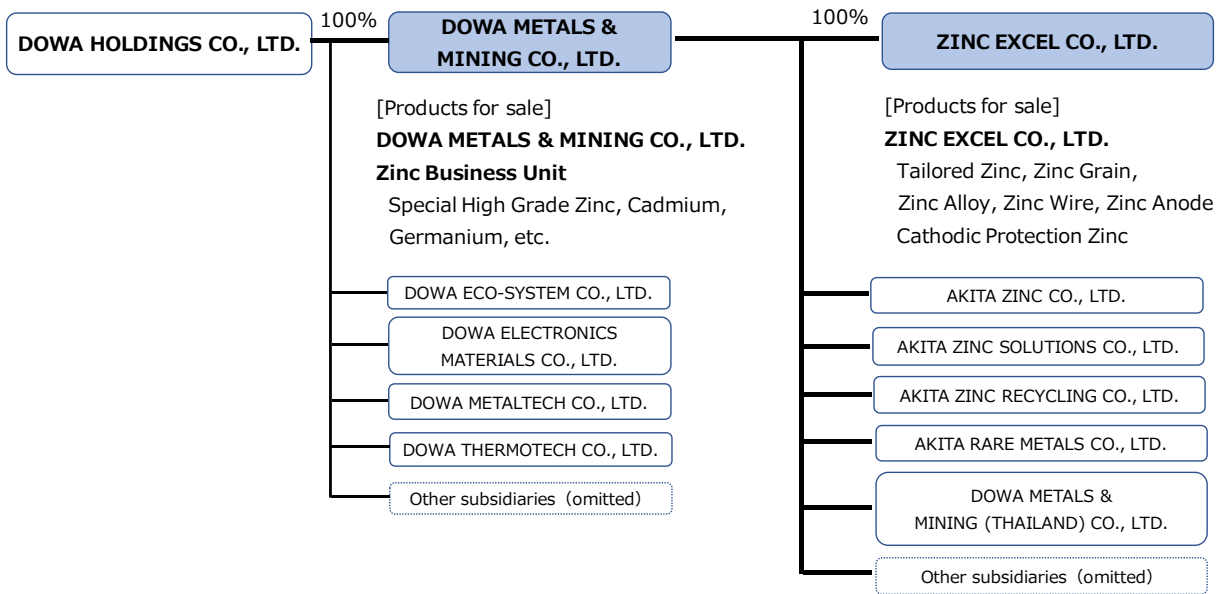 DOWA HOLDINGS CO., LTD.
100%
DOWA METALS &
MINING CO., LTD.
100%
ZINC EXCEL CO., LTD.
[Products for sale]
DOWA METALS & MINING CO., LTD.
Zinc Business Unit
Special High Grade Zinc, Cadmium,
Germanium, etc.
DOWA ECO-SYSTEM CO., LTD.
DOWA ELECTRONICS
MATERIALS CO., LTD.
DOWA METALTECH CO., LTD.
DOWA THERMOTECH CO., LTD.
Other subsidiaries（omitted）
[Products for sale]
ZINC EXCEL CO., LTD.
Tailored Zinc, Zinc Grain,
Zinc Alloy, Zinc Wire, Zinc Anode
Cathodic Protection Zinc
AKITA ZINC CO., LTD.
AKITA ZINC SOLUTIONS CO., LTD.
AKITA ZINC RECYCLING CO., LTD.
AKITA RARE METALS CO., LTD.
DOWA METALS &
MINING (THAILAND) CO., LTD.
Other subsidiaries（omitted）